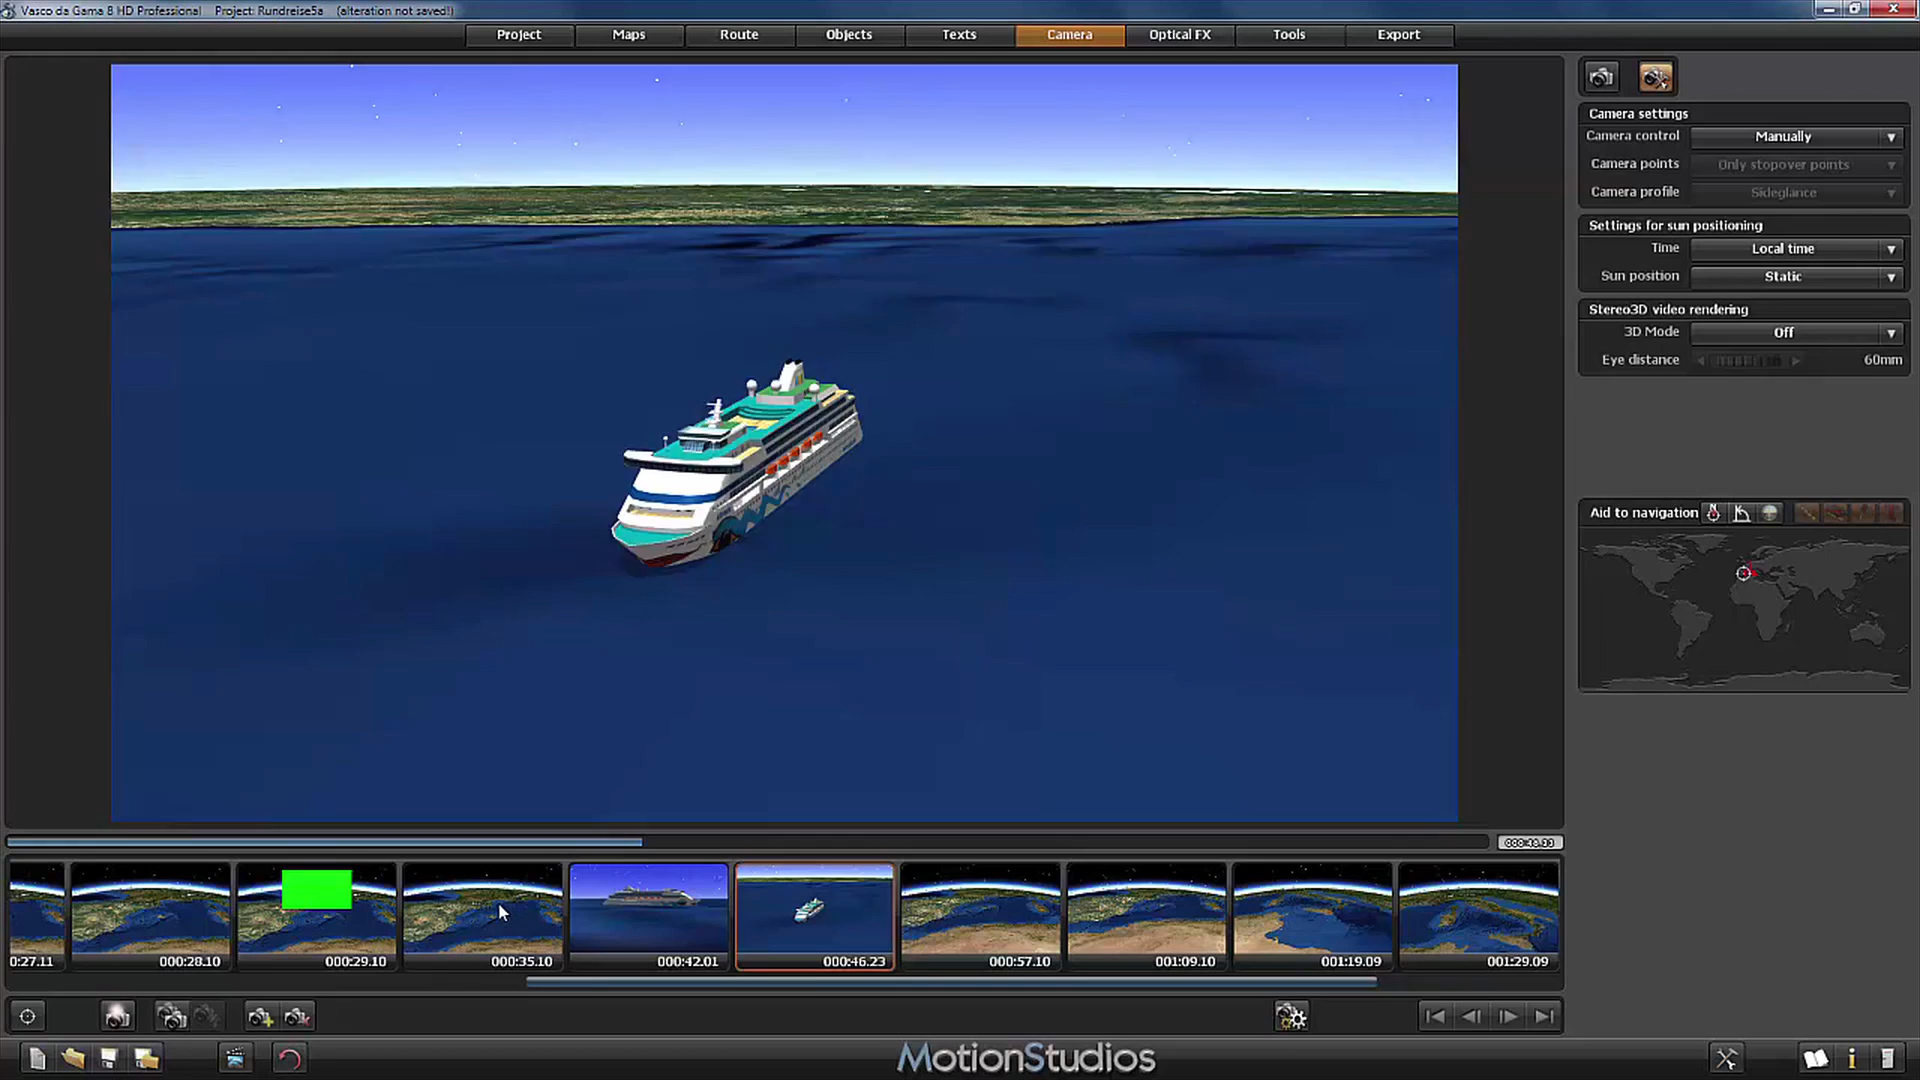 Vasco da Gama 8 HD Professional Project: Rundreise5a (alteration not saved!)
Project Maps Route Objects Texts Camera Optical FX Tools Export
Camera settings
Camera control Manually
Camera points Only stopover points
Camera profile Sideglance
Settings for sun positioning
Time Local time
Sun position Static
Stereo3D video rendering
3D Mode Off
Eye distance 60mm
Aid to navigation
0:27.11 000:28.10 000:29.10 000:35.10 000:42.01 000:46.23 000:57.10 001:09.10 001:19.09 001:29.09
MotionStudios